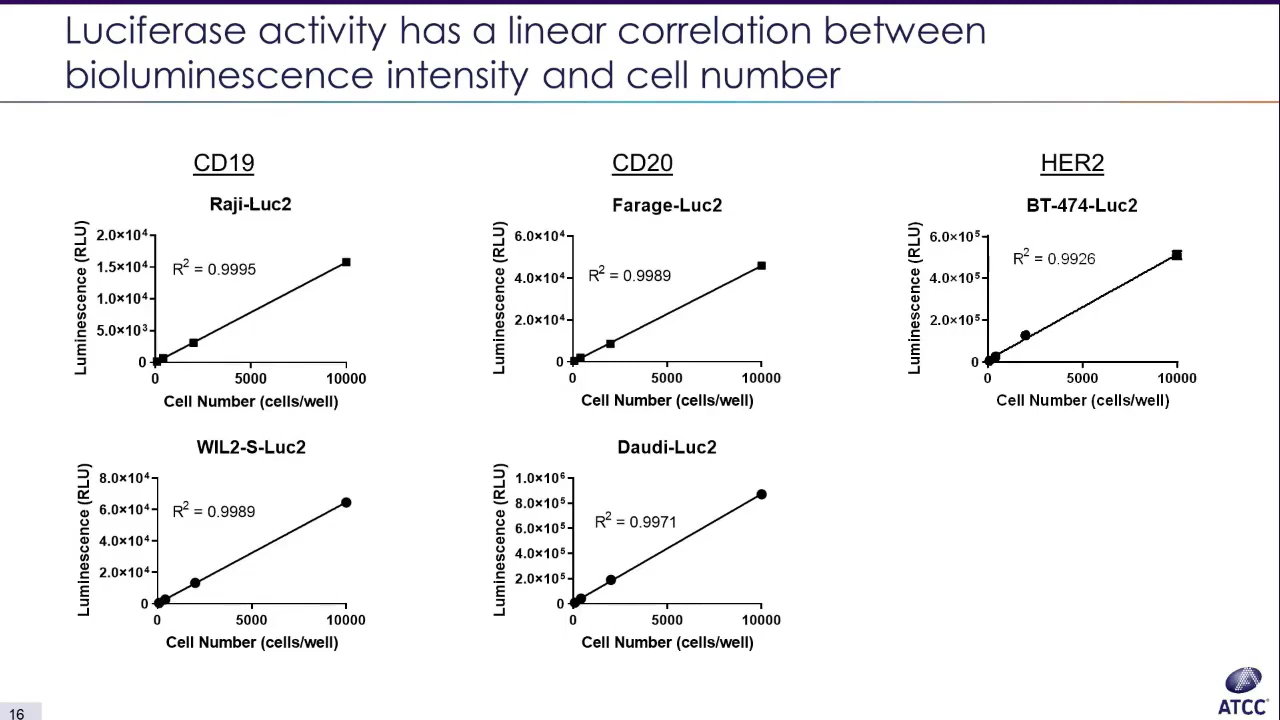 Luciferase activity has a linear correlation between
bioluminescence intensity and cell number
CD19
Raji-Luc2
Luminescence (RLU)
2.0×10⁴
1.5×10⁴
1.0×10⁴
5.0×10³
0
R² = 0.9995
0 5000 10000
Cell Number (cells/well)
WIL2-S-Luc2
Luminescence (RLU)
8.0×10⁴
6.0×10⁴
4.0×10⁴
2.0×10⁴
0
R² = 0.9989
0 5000 10000
Cell Number (cells/well)
CD20
Farage-Luc2
Luminescence (RLU)
6.0×10⁴
4.0×10⁴
2.0×10⁴
0
R² = 0.9989
0 5000 10000
Cell Number (cells/well)
Daudi-Luc2
Luminescence (RLU)
1.0×10⁶
8.0×10⁵
6.0×10⁵
4.0×10⁵
2.0×10⁵
0
R² = 0.9971
0 5000 10000
Cell Number (cells/well)
HER2
BT-474-Luc2
Luminescence (RLU)
6.0×10⁵
4.0×10⁵
2.0×10⁵
0
R² = 0.9926
0 5000 10000
Cell Number (cells/well)
16
ATCC